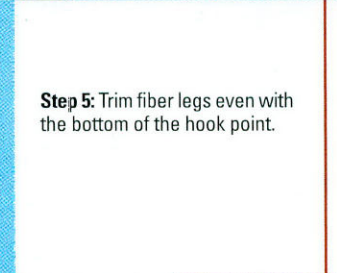 Step 5: Trim fiber legs even with
the bottom of the hook point.